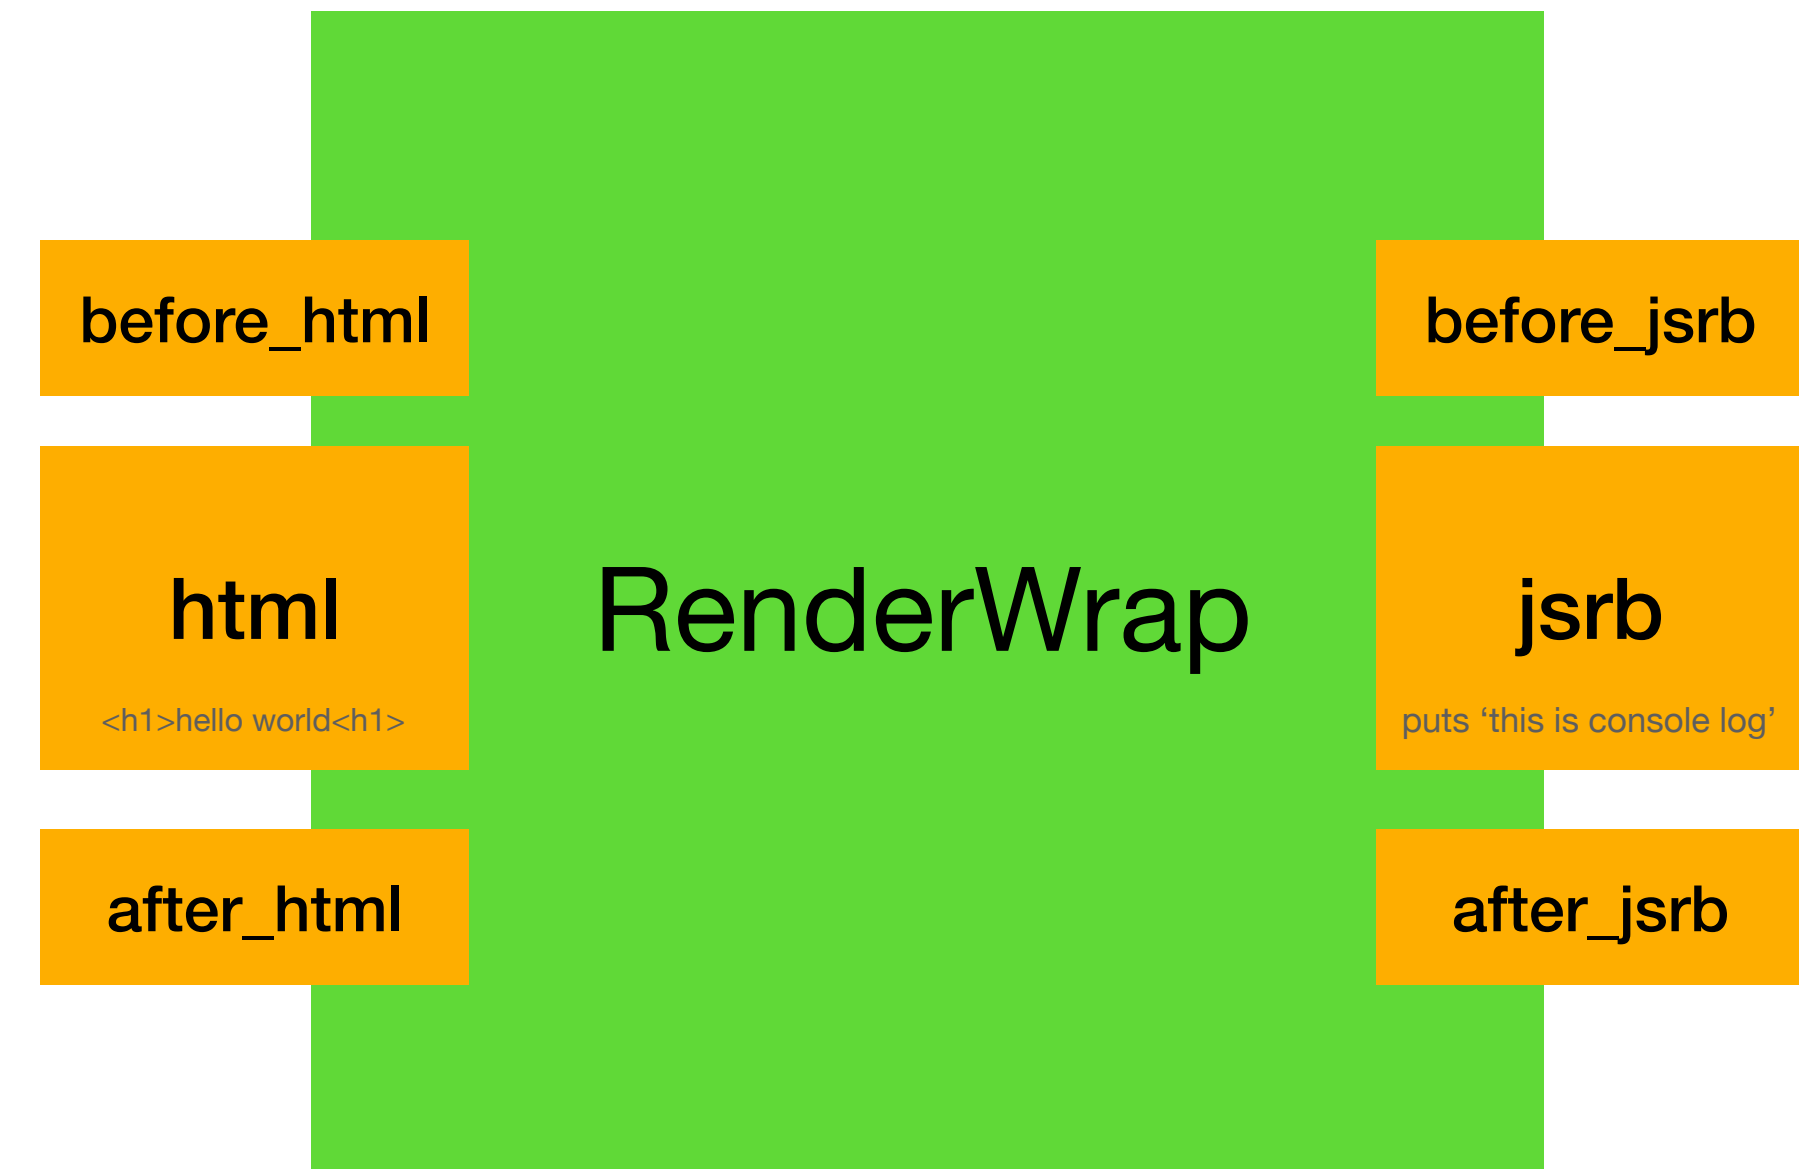 before_html
before_jsrb
html
RenderWrap
jsrb
<h1>hello world<h1>
puts ‘this is console log’
after_html
after_jsrb